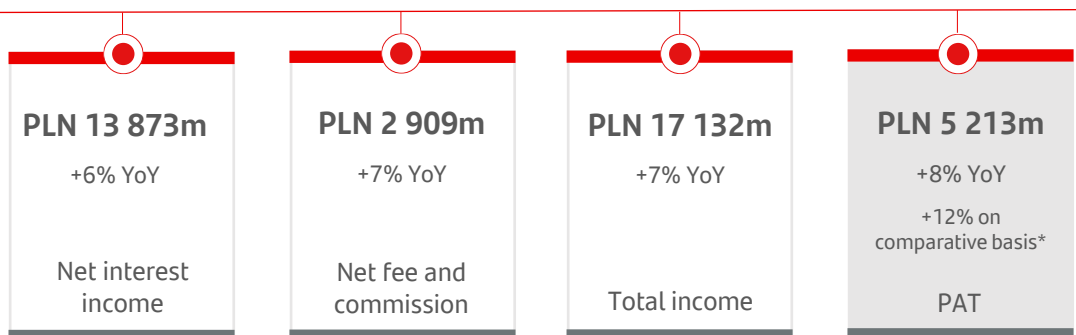 PLN 13 873m
+6% YoY
Net interest
income
PLN 2 909m
+7% YoY
Net fee and
commission
PLN 17 132m
+7% YoY
Total income
PLN 5 213m
+8% YoY
+12% on
comparative basis*
PAT